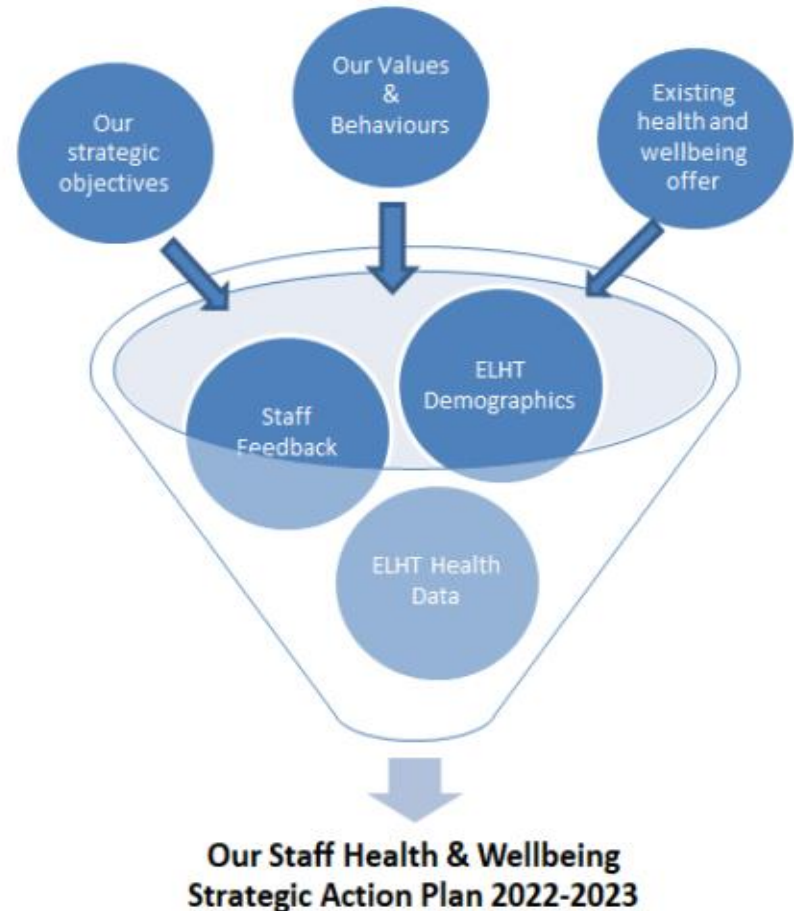 Our
strategic
objectives
Our Values
&
Behaviours
Existing
health and
wellbeing
offer
Staff
Feedback
ELHT
Demographics
ELHT Health
Data
Our Staff Health & Wellbeing
Strategic Action Plan 2022-2023